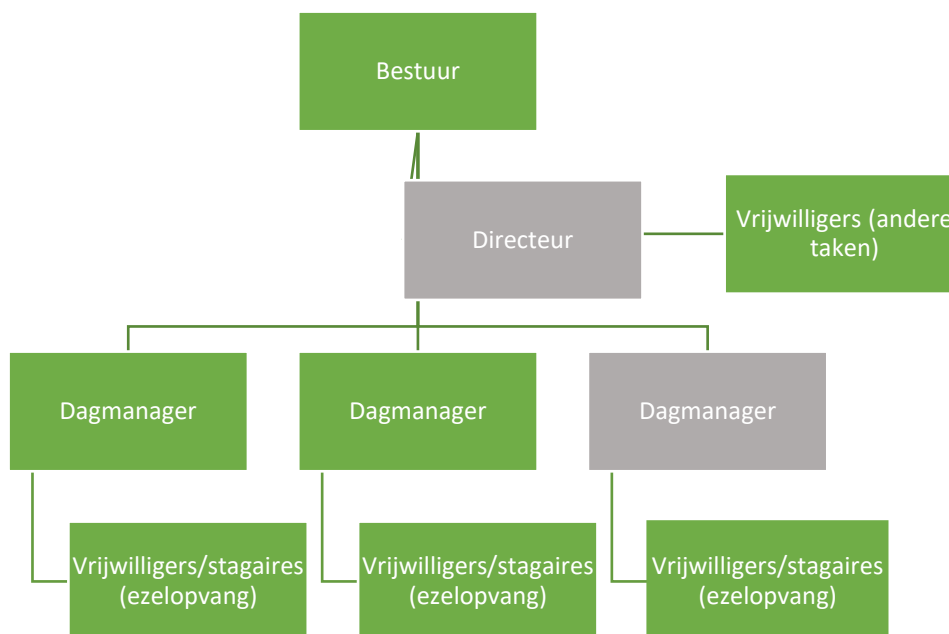 Bestuur
Directeur
Vrijwilligers (andere
taken)
Dagmanager
Dagmanager
Dagmanager
Vrijwilligers/stagaires
(ezelopvang)
Vrijwilligers/stagaires
(ezelopvang)
Vrijwilligers/stagaires
(ezelopvang)